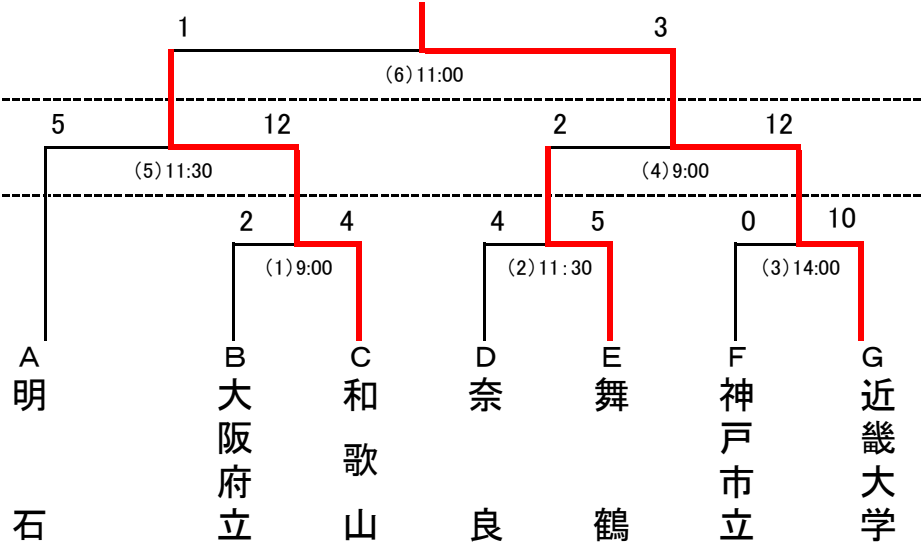 1 3
(6)11:00
5 12 2 12
(5)11:30 (4)9:00
2 4 4 5 0 10
(1)9:00 (2)11:30 (3)14:00
A B C D E F G
明石
大阪府立
和歌山
奈良
舞鶴
神戸市立
近畿大学